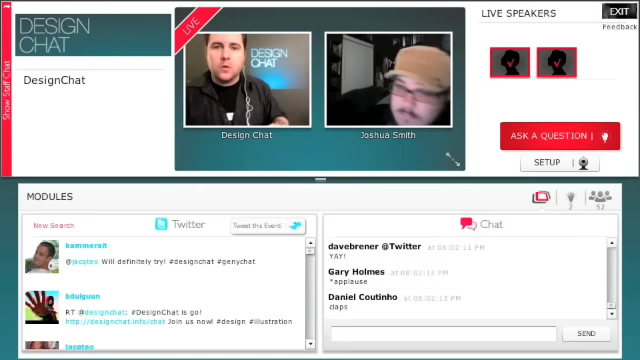 Show Staff Chat
DESIGN
CHAT
DesignChat
LIVE
DESIGN
CHAT
Design Chat
Joshua Smith
LIVE SPEAKERS
EXIT
Feedback
ASK A QUESTION |
SETUP |
MODULES
2
52
New Search
Twitter
Tweet this Event!
kammerait
@jacqteo Will definitely try! #designchat #genychat
bdulguun
RT @designchat: #DesignChat is go!
http://designchat.info/chat Join us now! #design #illustration
jacqteo
Chat
davebrener @Twitter at 08:02:11 PM
YAY!
Gary Holmes at 08:02:12 PM
*applause
Daniel Coutinho at 08:02:13 PM
claps
SEND